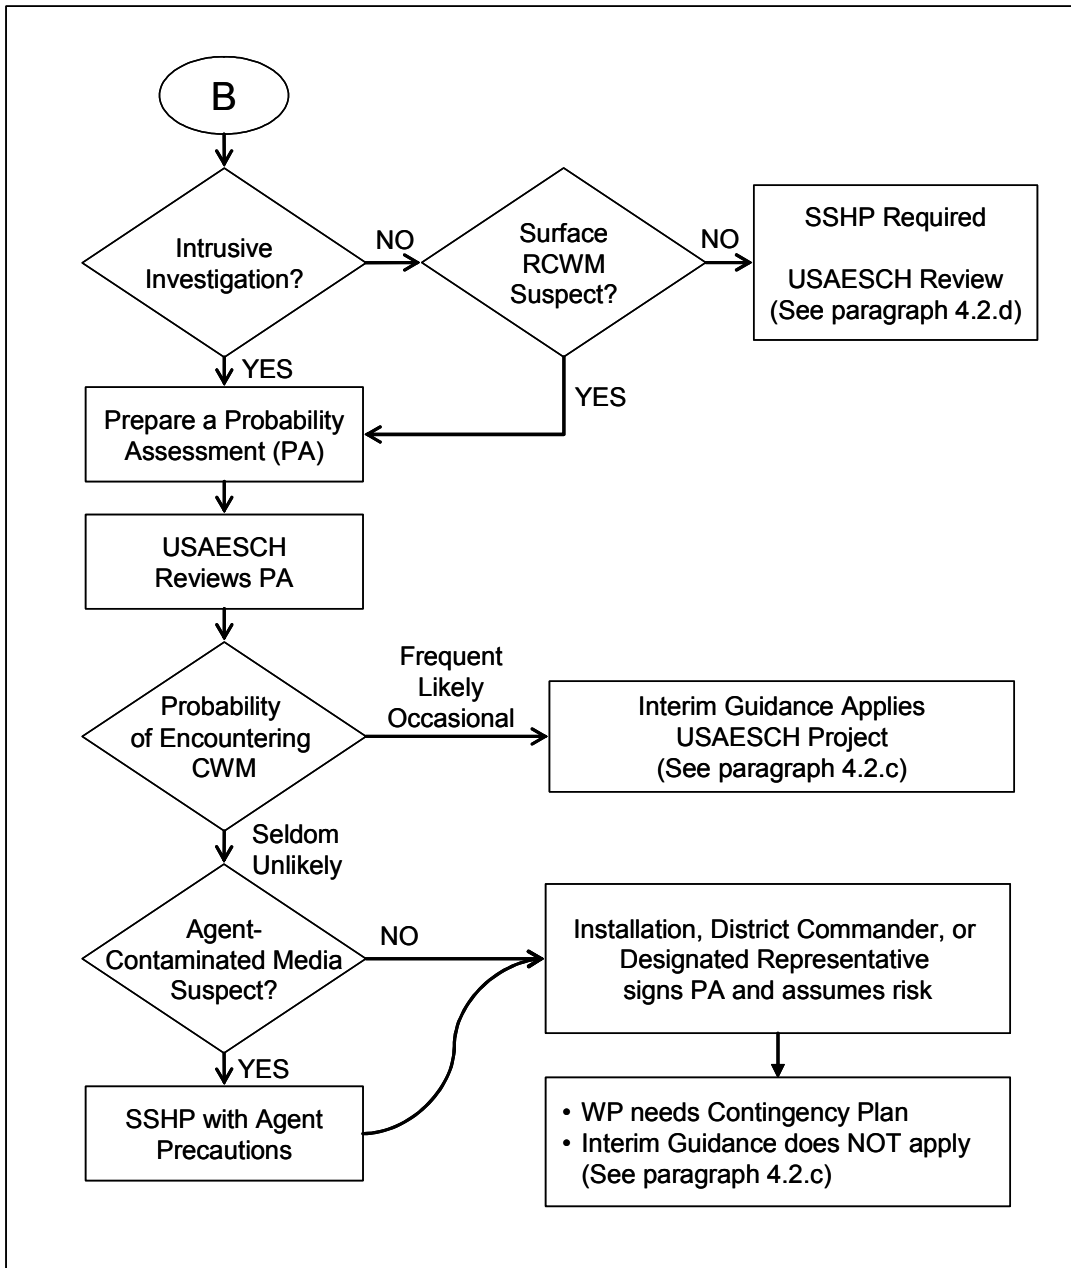 B
Intrusive
Investigation?
NO
Surface
RCWM
Suspect?
NO
SSHP Required
USAESCH Review
(See paragraph 4.2.d)
YES
YES
Prepare a Probability
Assessment (PA)
USAESCH
Reviews PA
Probability
of Encountering
CWM
Frequent
Likely
Occasional
Interim Guidance Applies
USAESCH Project
(See paragraph 4.2.c)
Seldom
Unlikely
Agent-
Contaminated Media
Suspect?
NO
Installation, District Commander, or
Designated Representative
signs PA and assumes risk
YES
SSHP with Agent
Precautions
• WP needs Contingency Plan
• Interim Guidance does NOT apply
(See paragraph 4.2.c)